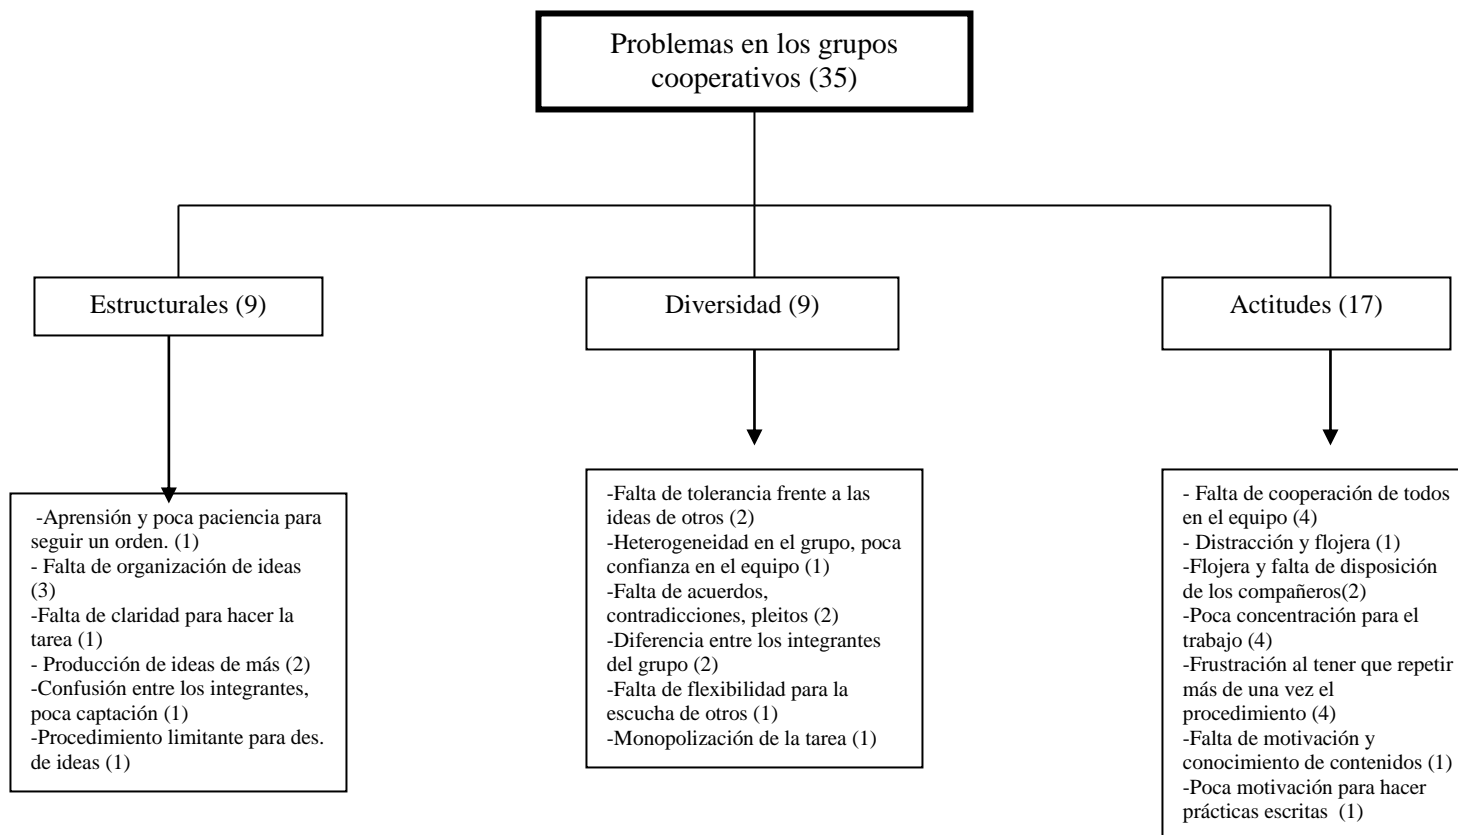 Problemas en los grupos
cooperativos (35)
Estructurales (9)
Diversidad (9)
Actitudes (17)
-Aprensión y poca paciencia para
seguir un orden. (1)
- Falta de organización de ideas
(3)
-Falta de claridad para hacer la
tarea (1)
- Producción de ideas de más (2)
-Confusión entre los integrantes,
poca captación (1)
-Procedimiento limitante para des.
de ideas (1)
-Falta de tolerancia frente a las
ideas de otros (2)
-Heterogeneidad en el grupo, poca
confianza en el equipo (1)
-Falta de acuerdos,
contradicciones, pleitos (2)
-Diferencia entre los integrantes
del grupo (2)
-Falta de flexibilidad para la
escucha de otros (1)
-Monopolización de la tarea (1)
- Falta de cooperación de todos
en el equipo (4)
- Distracción y flojera (1)
-Flojera y falta de disposición
de los compañeros(2)
-Poca concentración para el
trabajo (4)
-Frustración al tener que repetir
más de una vez el
procedimiento (4)
-Falta de motivación y
conocimiento de contenidos (1)
-Poca motivación para hacer
prácticas escritas (1)